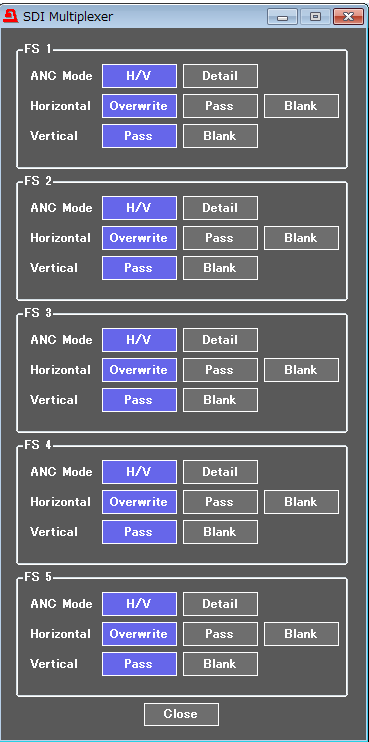 SDI Multiplexer
FS 1
ANC Mode H/V Detail
Horizontal Overwrite Pass Blank
Vertical Pass Blank
FS 2
ANC Mode H/V Detail
Horizontal Overwrite Pass Blank
Vertical Pass Blank
FS 3
ANC Mode H/V Detail
Horizontal Overwrite Pass Blank
Vertical Pass Blank
FS 4
ANC Mode H/V Detail
Horizontal Overwrite Pass Blank
Vertical Pass Blank
FS 5
ANC Mode H/V Detail
Horizontal Overwrite Pass Blank
Vertical Pass Blank
Close